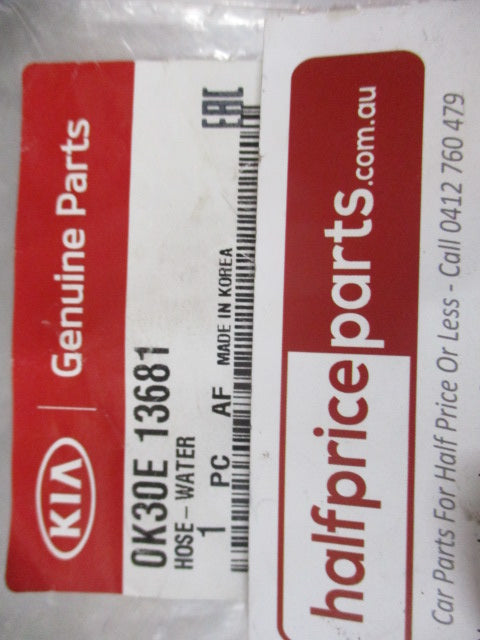 KIA | Genuine Parts
0K30E 13681
HOSE-WATER
1 PC AF MADE IN KOREA
EAC
halfpriceparts.com.au
Car Parts For Half Price Or Less - Call 0412 760 479